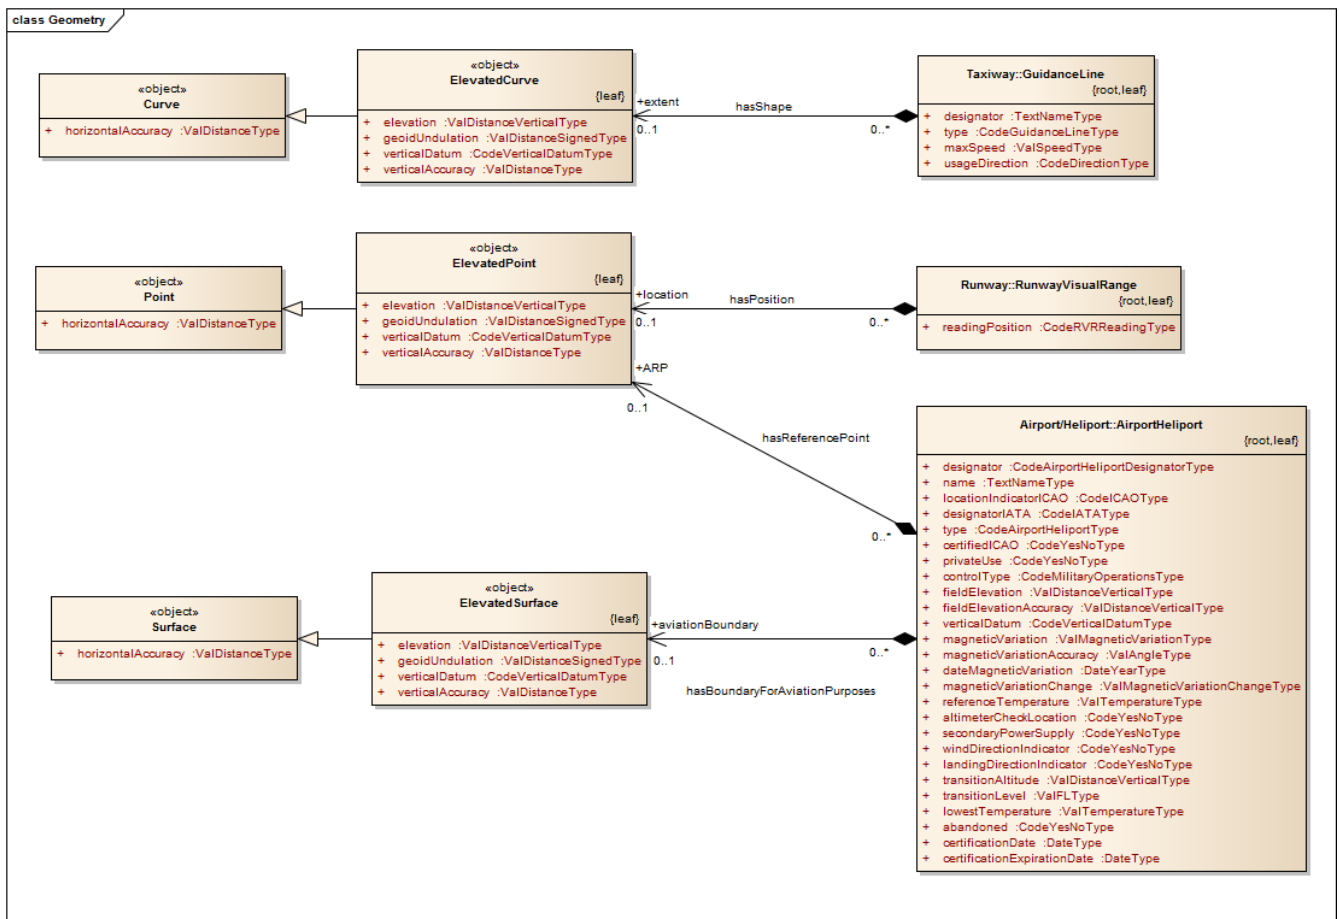 class Geometry
«object»
Curve
+ horizontalAccuracy :ValDistanceType
«object»
ElevatedCurve
{leaf}
+ elevation :ValDistanceVerticalType
+ geoidUndulation :ValDistanceSignedType
+ verticalDatum :CodeVerticalDatumType
+ verticalAccuracy :ValDistanceType
+extent
0..1
hasShape
0..*
Taxiway::GuidanceLine
{root,leaf}
+ designator :TextNameType
+ type :CodeGuidanceLineType
+ maxSpeed :ValSpeedType
+ usageDirection :CodeDirectionType
«object»
Point
+ horizontalAccuracy :ValDistanceType
«object»
ElevatedPoint
{leaf}
+ elevation :ValDistanceVerticalType
+ geoidUndulation :ValDistanceSignedType
+ verticalDatum :CodeVerticalDatumType
+ verticalAccuracy :ValDistanceType
+location
0..1
hasPosition
0..*
Runway::RunwayVisualRange
{root,leaf}
+ readingPosition :CodeRVRReadingType
+ARP
0..1
hasReferencePoint
0..*
Airport/Heliport::AirportHeliport
{root,leaf}
+ designator :CodeAirportHeliportDesignatorType
+ name :TextNameType
+ locationIndicatorICAO :CodeICAOType
+ designatorIATA :CodeIATAType
+ type :CodeAirportHeliportType
+ certifiedICAO :CodeYesNoType
+ privateUse :CodeYesNoType
+ controlType :CodeMilitaryOperationsType
+ fieldElevation :ValDistanceVerticalType
+ fieldElevationAccuracy :ValDistanceVerticalType
+ verticalDatum :CodeVerticalDatumType
+ magneticVariation :ValMagneticVariationType
+ magneticVariationAccuracy :ValAngleType
+ dateMagneticVariation :DateYearType
+ magneticVariationChange :ValMagneticVariationChangeType
+ referenceTemperature :ValTemperatureType
+ altimeterCheckLocation :CodeYesNoType
+ secondaryPowerSupply :CodeYesNoType
+ windDirectionIndicator :CodeYesNoType
+ landingDirectionIndicator :CodeYesNoType
+ transitionAltitude :ValDistanceVerticalType
+ transitionLevel :ValFLType
+ lowestTemperature :ValTemperatureType
+ abandoned :CodeYesNoType
+ certificationDate :DateType
+ certificationExpirationDate :DateType
«object»
Surface
+ horizontalAccuracy :ValDistanceType
«object»
ElevatedSurface
{leaf}
+ elevation :ValDistanceVerticalType
+ geoidUndulation :ValDistanceSignedType
+ verticalDatum :CodeVerticalDatumType
+ verticalAccuracy :ValDistanceType
+aviationBoundary
0..1
0..*
hasBoundaryForAviationPurposes